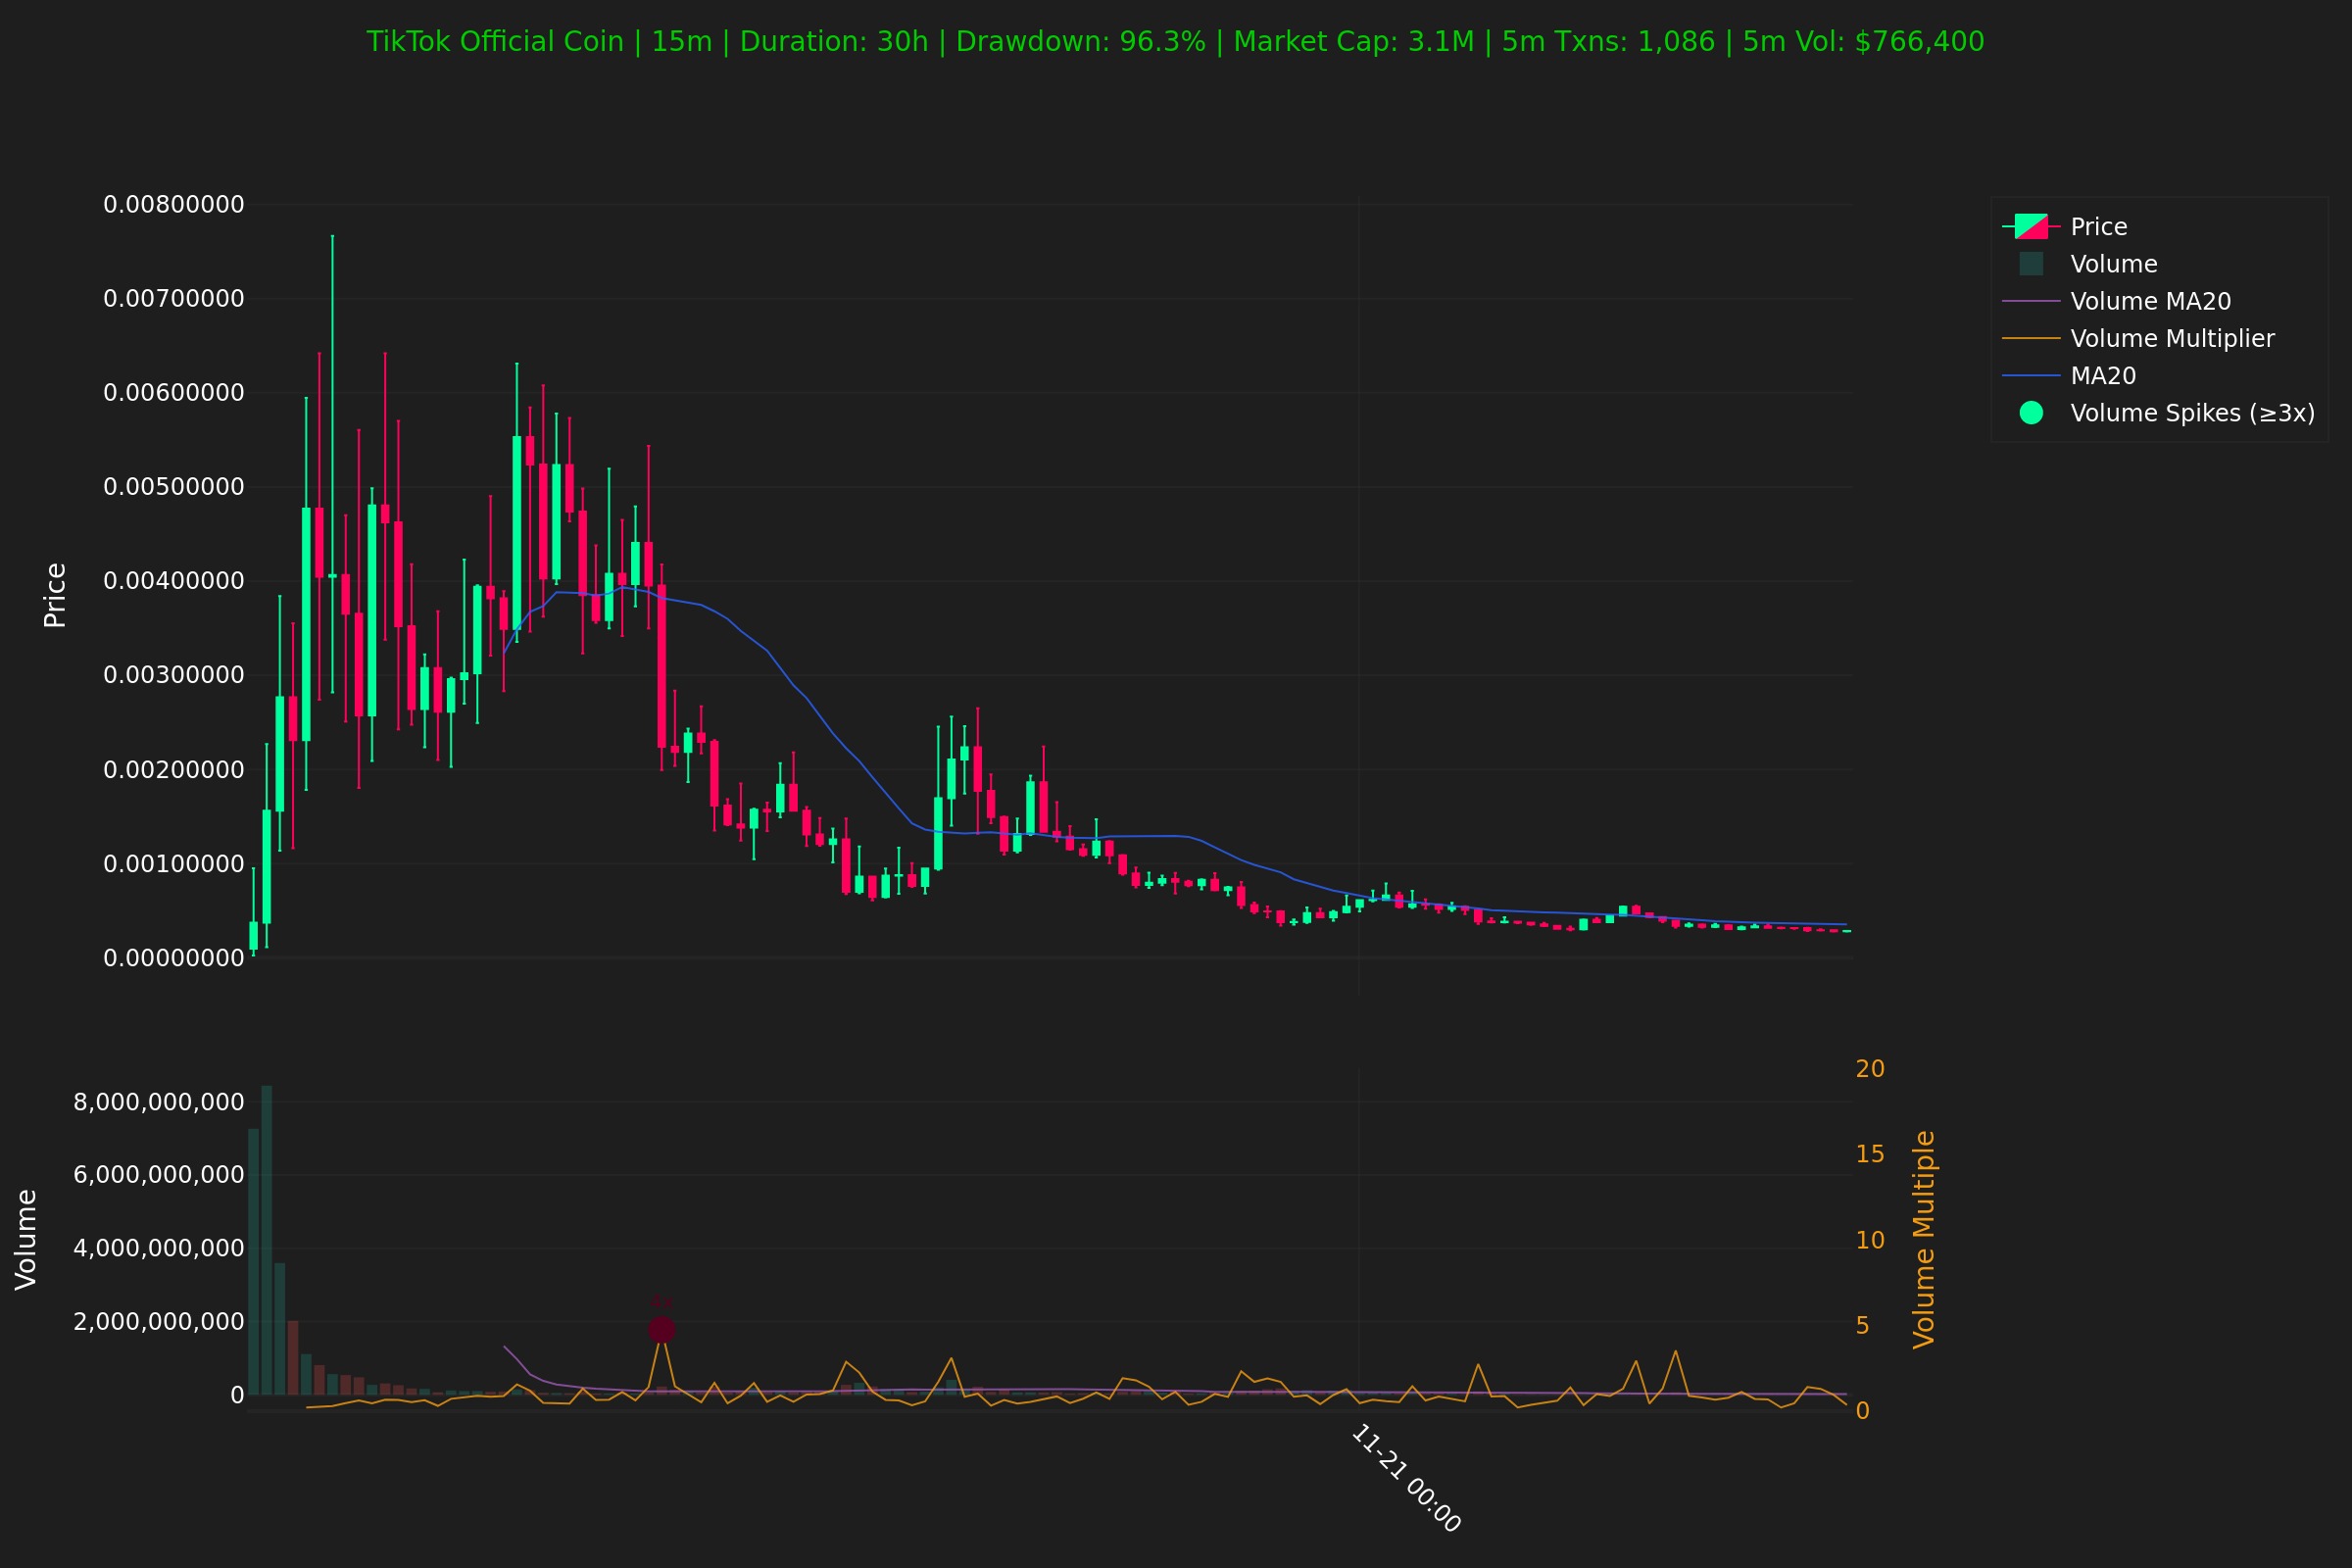 TikTok Official Coin | 15m | Duration: 30h | Drawdown: 96.3% | Market Cap: 3.1M | 5m Txns: 1,086 | 5m Vol: $766,400
0.00800000
0.00700000
0.00600000
0.00500000
0.00400000
0.00300000
0.00200000
0.00100000
0.00000000
Price
Price
Volume
Volume MA20
Volume Multiplier
MA20
Volume Spikes (≥3x)
8,000,000,000
6,000,000,000
4,000,000,000
2,000,000,000
0
Volume
20
15
10
5
0
Volume Multiple
11-21 00:00